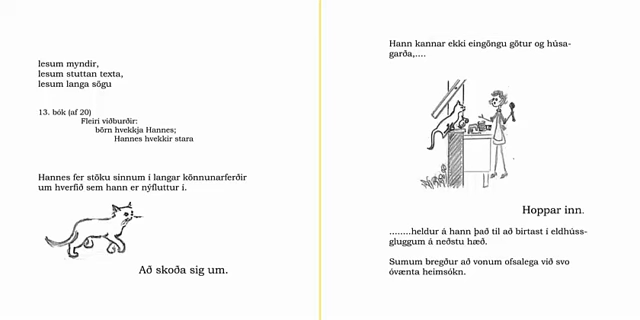 lesum myndir,
lesum stuttan texta,
lesum langa sögu
13. bók (af 20)
Fleiri viðburðir:
börn hvekkja Hannes;
Hannes hvekkir stara
Hannes fer stöku sinnum í langar könnunarferðir
um hverfið sem hann er nýfluttur í.
Að skoða sig um.
Hann kannar ekki eingöngu götur og húsa-
garða,....
Hoppar inn.
........heldur á hann það til að birtast í eldhúss-
gluggum á neðstu hæð.
Sumum bregður að vonum ofsalega við svo
óvænta heimsókn.